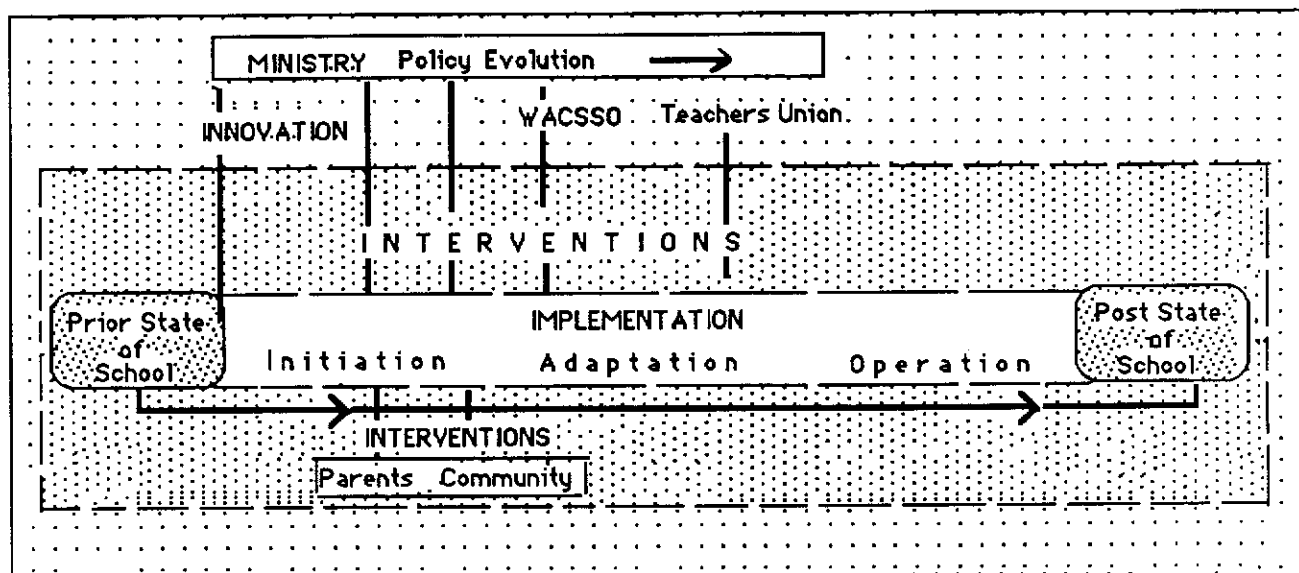 MINISTRY Policy Evolution
INNOVATION
WACSSO Teachers Union
INTERVENTIONS
Prior State
of
School
IMPLEMENTATION
Initiation Adaptation Operation
Post State
of
School
INTERVENTIONS
Parents Community